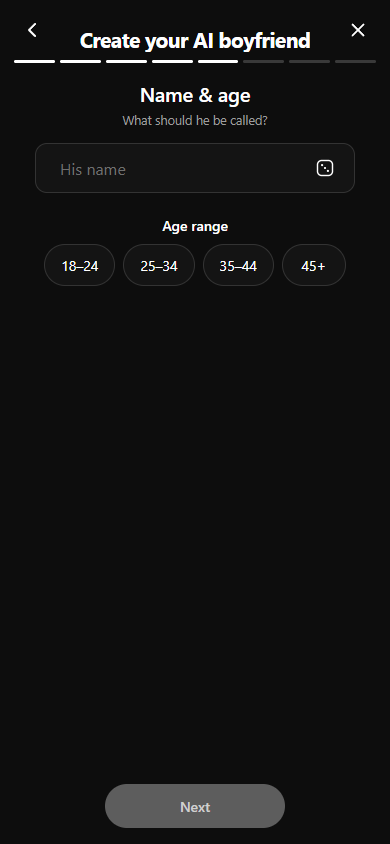 Create your AI boyfriend
Name & age
What should he be called?
His name
Age range
18–24 25–34 35–44 45+
Next